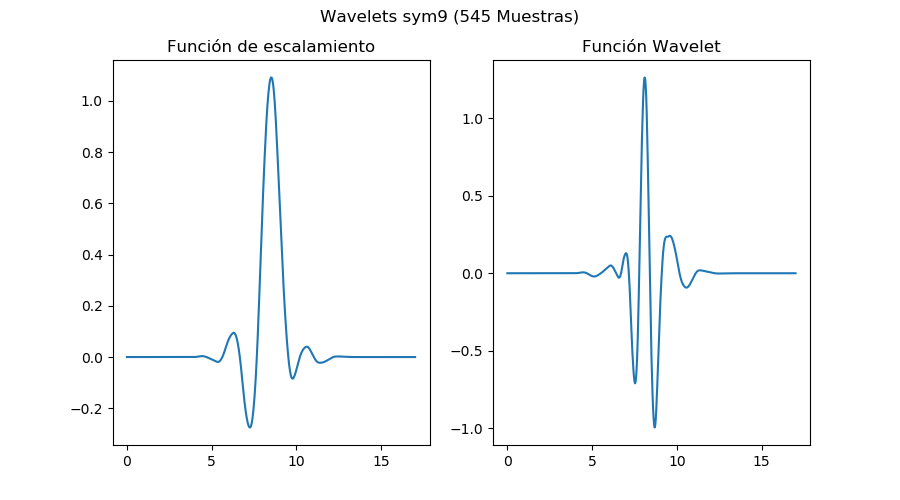 Wavelets sym9 (545 Muestras)
Función de escalamiento
Función Wavelet
1.0
0.8
0.6
0.4
0.2
0.0
−0.2
0 5 10 15
1.0
0.5
0.0
−0.5
−1.0
0 5 10 15